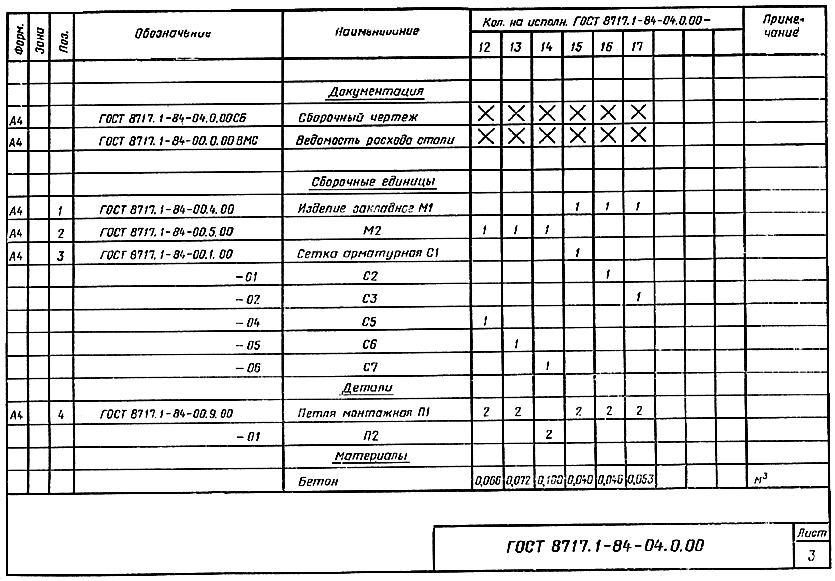 Форм. Зона Поз. Обозначение Наименование Кол. на исполн. ГОСТ 8717.1-84-04.0.00- Приме-
чание
12 13 14 15 16 17
Документация
А4 ГОСТ 8717.1-84-04.0.00СБ Сборочный чертеж X X X X X X
А4 ГОСТ 8717.1-84-00.0.00ВМС Ведомость расхода стали X X X X X X
Сборочные единицы
А4 1 ГОСТ 8717.1-84-00.4.00 Изделие закладное М1 1 1 1
А4 2 ГОСТ 8717.1-84-00.5.00 М2 1 1 1
А4 3 ГОСТ 8717.1-84-00.1.00 Сетка арматурная С1 1
-01 С2 1
-02 С3 1
-04 С5 1
-05 С6 1
-06 С7 1
Детали
А4 4 ГОСТ 8717.1-84-00.9.00 Петля монтажная П1 2 2 2 2 2
-01 П2 2
Материалы
Бетон 0,066 0,072 0,100 0,040 0,046 0,053 м³
ГОСТ 8717.1-84-04.0.00
Лист
3